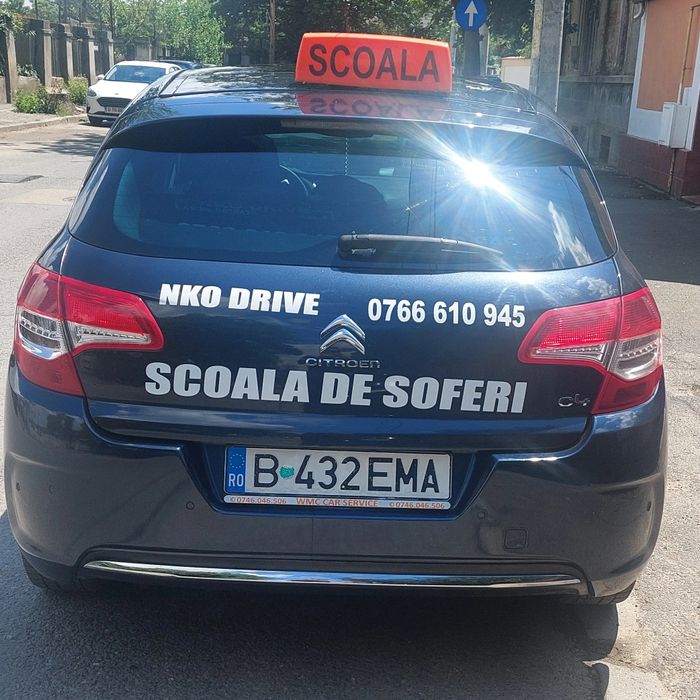 SCOALA
NKO DRIVE 0766 610 945
CITROËN
SCOALA DE SOFERI
C4
RO B 432 EMA
✆0746.046.506 WMC CAR SERVICE ✆0746.046.506